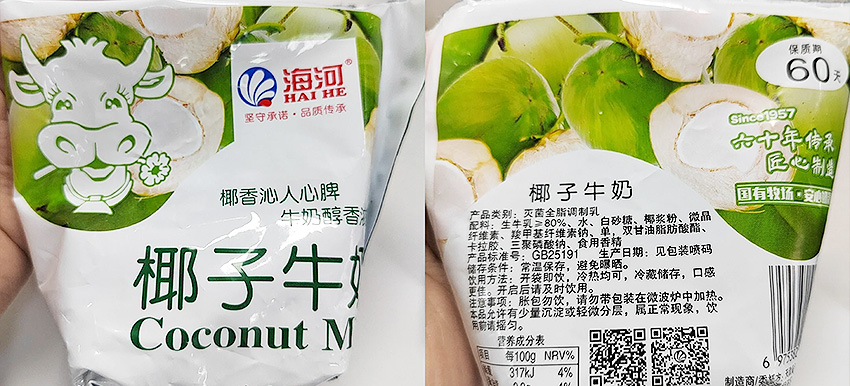 海河®
HAI HE
坚守承诺·品质传承
椰香沁人心脾
牛奶醇香
椰子牛奶
Coconut M
保质期
60天
Since1957
六十年传承
匠心制造
国有牧场·安心
椰子牛奶
产品类别：灭菌全脂调制乳
配料：生牛乳≥80%、水、白砂糖、椰浆粉、微晶
纤维素、羧甲基纤维素钠、单，双甘油脂肪酸酯、
卡拉胶、三聚磷酸钠、食用香精
产品标准号：GB25191 生产日期：见包装喷码
储存条件：常温保存，避免曝晒。
饮用方法：开袋即饮，冷热均可，冷藏储存，口感
更佳。开启后请及时饮用。
注意事项：胀包勿饮，请勿带包装在微波炉中加热。
本品允许有少量沉淀或轻微分层，属正常现象，饮
用前请摇匀。
营养成分表
项目 每100g NRV%
317kJ 4%
6 975
制造商/委